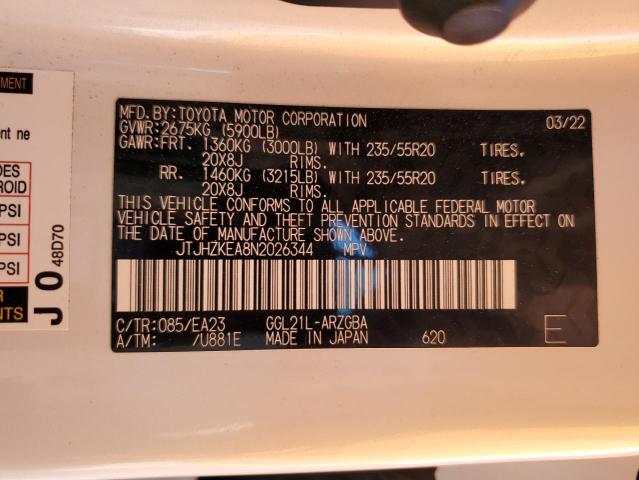 MENT
ent ne
DES
ROID
PSI
PSI
PSI
R
NTS
J O 48D70
MFD.BY:TOYOTA MOTOR CORPORATION 03/22
GVWR:2675KG (5900LB)
GAWR:FRT. 1360KG (3000LB) WITH 235/55R20 TIRES.
20X8J RIMS.
RR. 1460KG (3215LB) WITH 235/55R20 TIRES.
20X8J RIMS.
THIS VEHICLE CONFORMS TO ALL APPLICABLE FEDERAL MOTOR
VEHICLE SAFETY AND THEFT PREVENTION STANDARDS IN EFFECT ON
THE DATE OF MANUFACTURE SHOWN ABOVE.
JTJHZKEA8N2026344 MPV
C/TR:085/EA23 GGL21L-ARZGBA
A/TM: /U881E MADE IN JAPAN 620 E